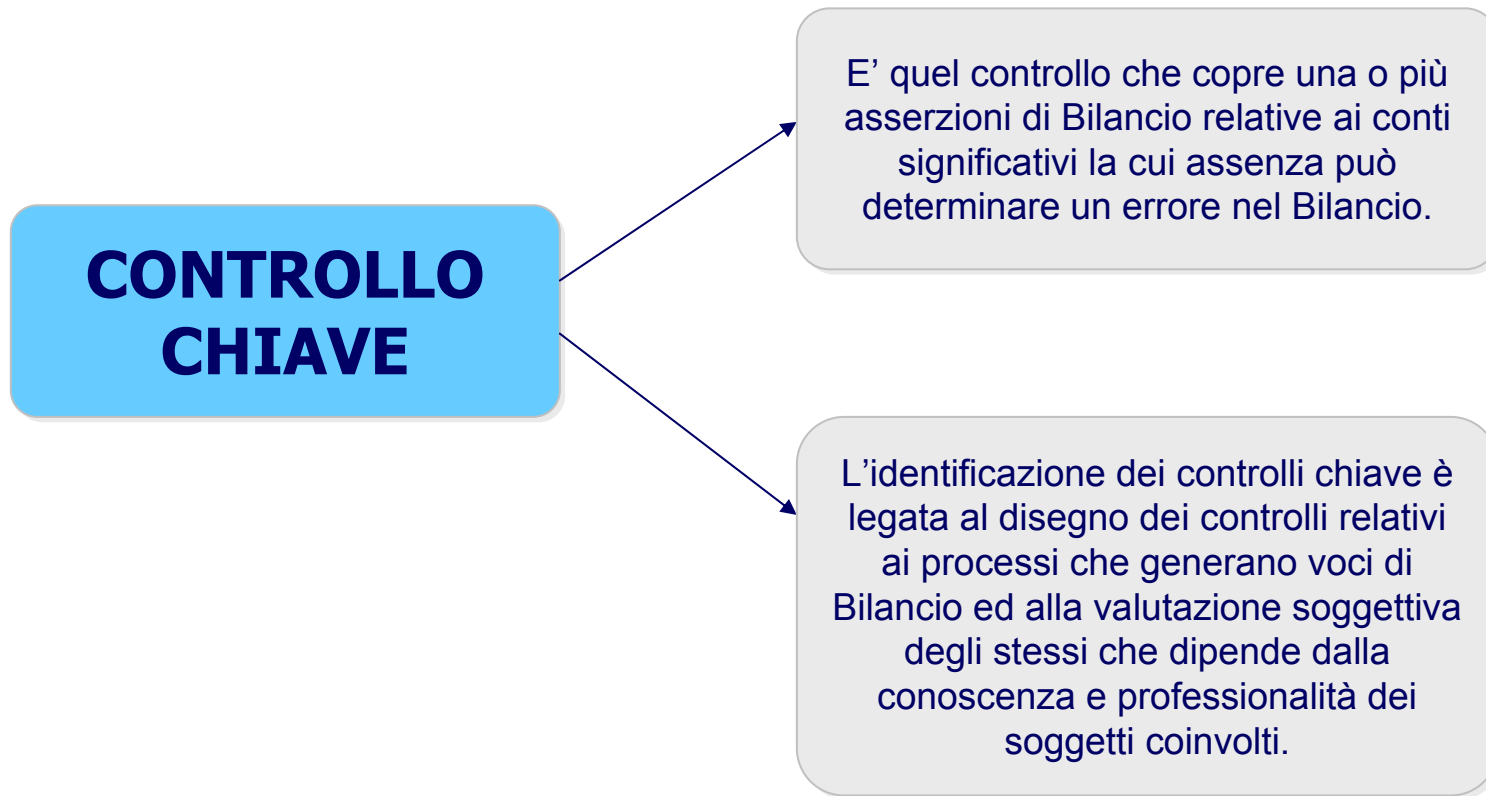 CONTROLLO
CHIAVE
E’ quel controllo che copre una o più
asserzioni di Bilancio relative ai conti
significativi la cui assenza può
determinare un errore nel Bilancio.
L’identificazione dei controlli chiave è
legata al disegno dei controlli relativi
ai processi che generano voci di
Bilancio ed alla valutazione soggettiva
degli stessi che dipende dalla
conoscenza e professionalità dei
soggetti coinvolti.